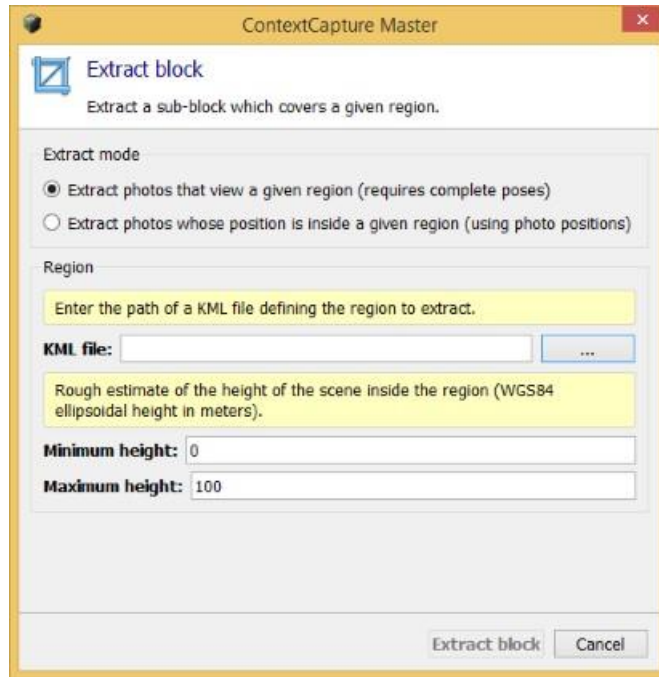 ContextCapture Master
Extract block
Extract a sub-block which covers a given region.
Extract mode
Extract photos that view a given region (requires complete poses)
Extract photos whose position is inside a given region (using photo positions)
Region
Enter the path of a KML file defining the region to extract.
KML file:
...
Rough estimate of the height of the scene inside the region (WGS84
ellipsoidal height in meters).
Minimum height: 0
Maximum height: 100
Extract block Cancel